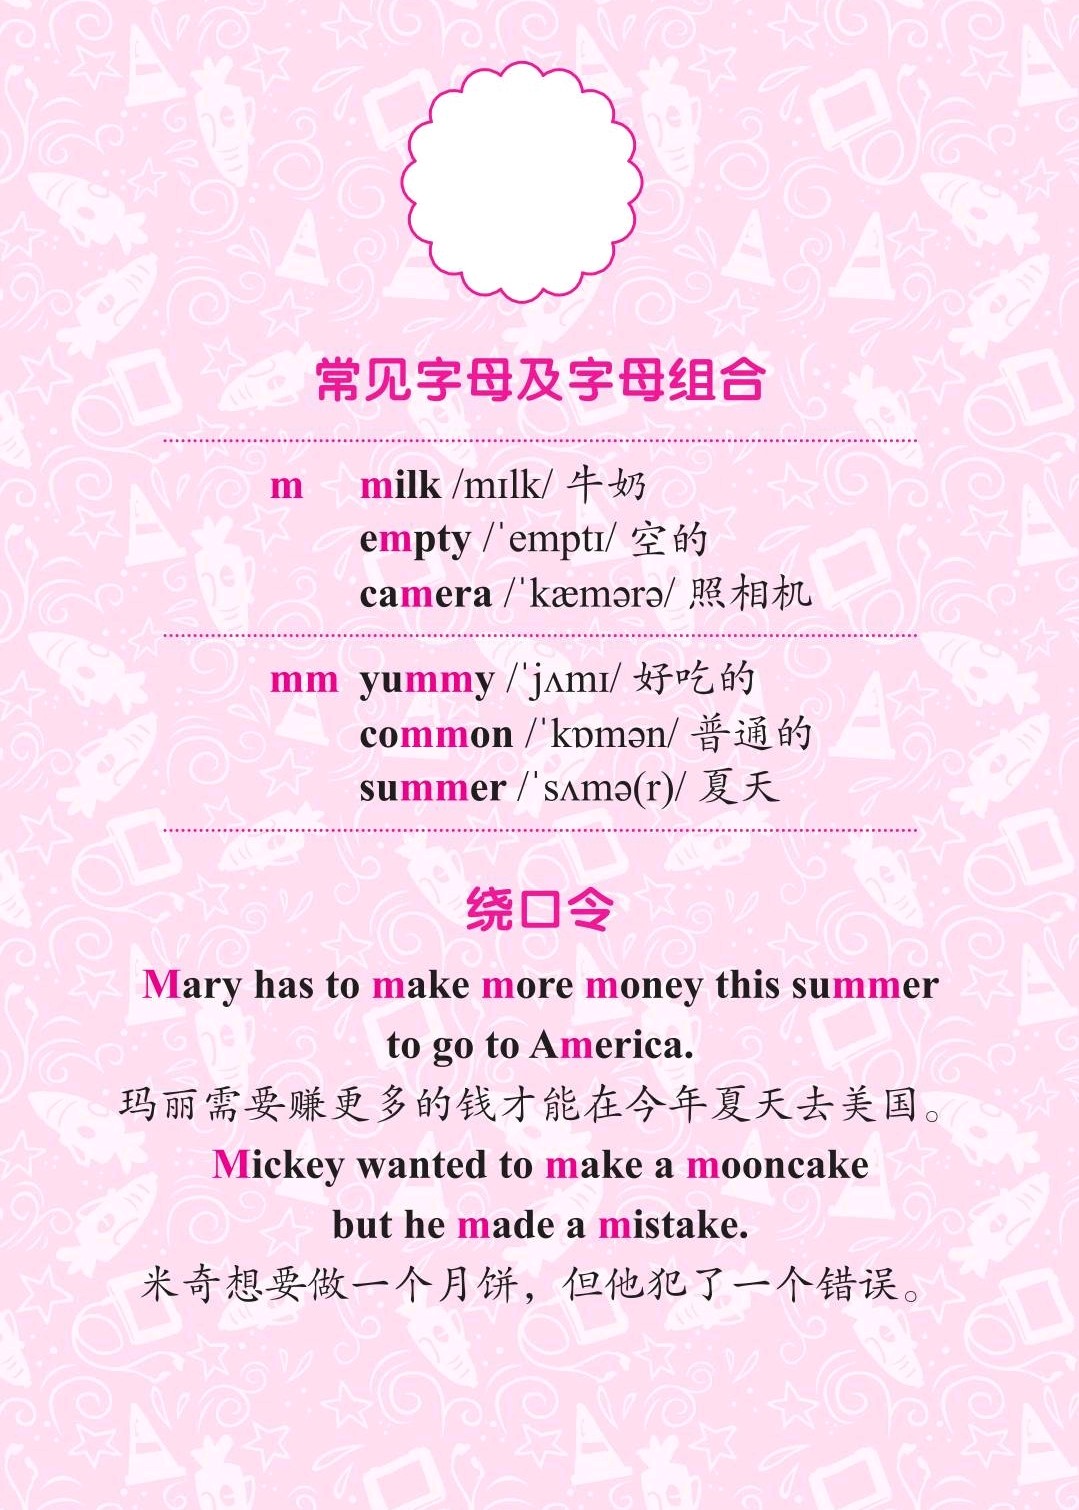 常见字母及字母组合
m milk /mɪlk/ 牛奶
empty /ˈemptɪ/ 空的
camera /ˈkæmərə/ 照相机
mm yummy /ˈjʌmɪ/ 好吃的
common /ˈkɒmən/ 普通的
summer /ˈsʌmə(r)/ 夏天
绕口令
Mary has to make more money this summer
to go to America.
玛丽需要赚更多的钱才能在今年夏天去美国。
Mickey wanted to make a mooncake
but he made a mistake.
米奇想要做一个月饼，但他犯了一个错误。